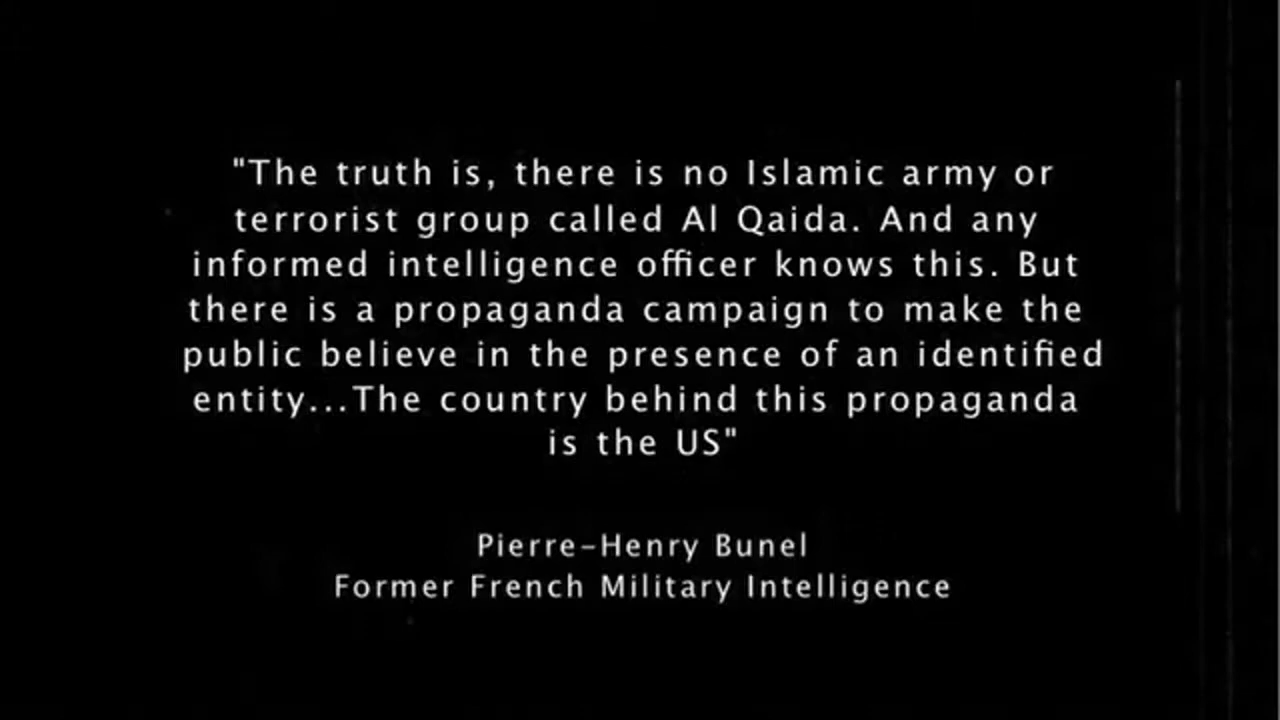 "The truth is, there is no Islamic army or
terrorist group called Al Qaida. And any
informed intelligence officer knows this. But
there is a propaganda campaign to make the
public believe in the presence of an identified
entity...The country behind this propaganda
is the US"
Pierre-Henry Bunel
Former French Military Intelligence